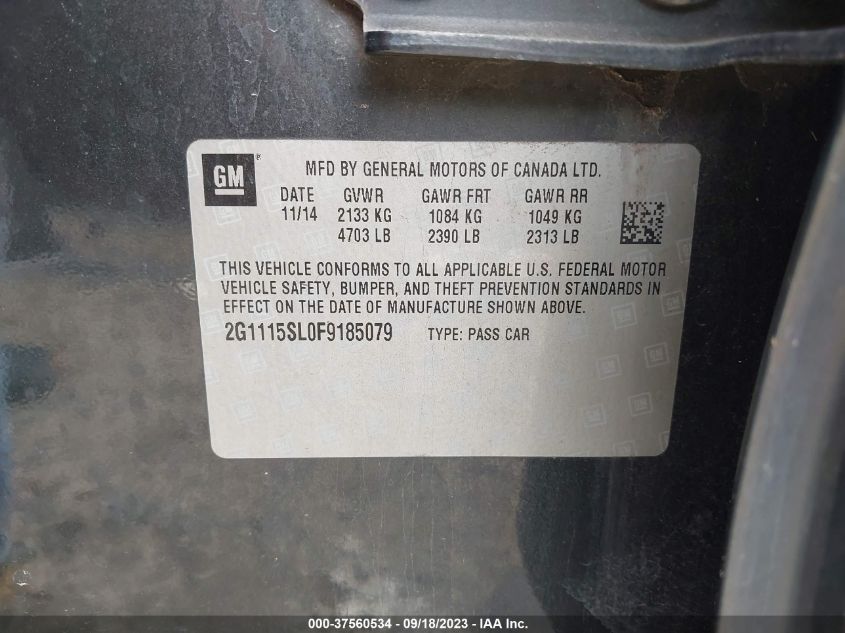 GM ®
MFD BY GENERAL MOTORS OF CANADA LTD.
DATE GVWR GAWR FRT GAWR RR
11/14 2133 KG 1084 KG 1049 KG
4703 LB 2390 LB 2313 LB
THIS VEHICLE CONFORMS TO ALL APPLICABLE U.S. FEDERAL MOTOR
VEHICLE SAFETY, BUMPER, AND THEFT PREVENTION STANDARDS IN
EFFECT ON THE DATE OF MANUFACTURE SHOWN ABOVE.
2G1115SL0F9185079 TYPE: PASS CAR
000-37560534 - 09/18/2023 - IAA Inc.